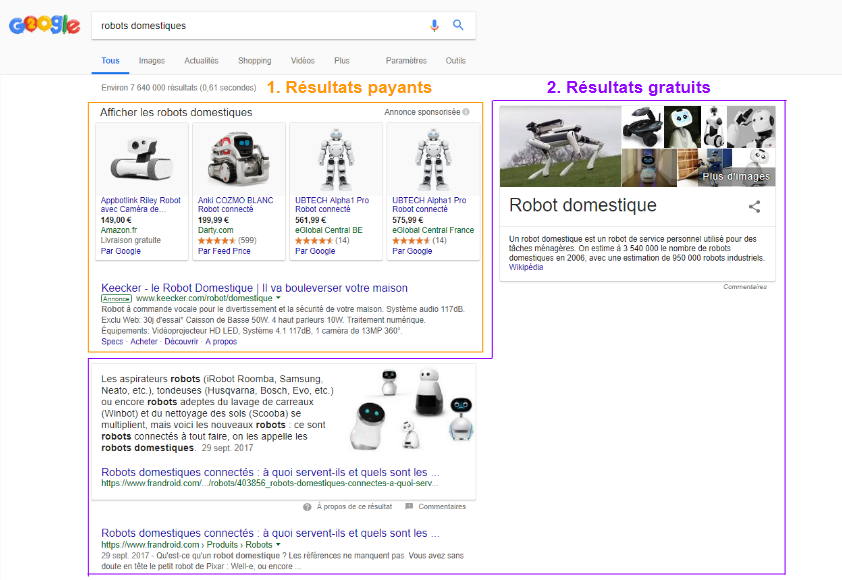 Google
robots domestiques
Tous Images Actualités Shopping Vidéos Plus Paramètres Outils
Environ 7 640 000 résultats (0,61 secondes)
1. Résultats payants
2. Résultats gratuits
Afficher les robots domestiques
Annonce sponsorisée
Appbotlink Riley Robot
avec Caméra de...
149,00 €
Amazon.fr
Livraison gratuite
Par Google
Anki COZMO BLANC
Robot connecté
199,99 €
Darty.com
(599)
Par Feed Price
UBTECH Alpha1 Pro
Robot connecté
561,99 €
eGlobal Central BE
(14)
Par Google
UBTECH Alpha1 Pro
Robot connecté
575,99 €
eGlobal Central France
(14)
Par Google
Keecker - le Robot Domestique | Il va bouleverser votre maison
Annonce www.keecker.com/robot/domestique
Robot à commande vocale pour le divertissement et la sécurité de votre maison. Système audio 117dB.
Exclu Web: 30j d'essai* Caisson de Basse 50W. 4 haut parleurs 10W. Traitement numérique.
Équipements: Vidéoprojecteur HD LED, Système 4.1 117dB, 1 caméra de 13MP 360°.
Specs · Acheter · Découvrir · A propos
Plus d'images
Robot domestique
Un robot domestique est un robot de service personnel utilisé pour des
tâches ménagères. On estime à 3 540 000 le nombre de robots
domestiques en 2006, avec une estimation de 950 000 robots industriels.
Wikipédia
Commentaires
Les aspirateurs robots (iRobot Roomba, Samsung,
Neato, etc.), tondeuses (Husqvarna, Bosch, Evo, etc.)
ou encore robots adeptes du lavage de carreaux
(Winbot) et du nettoyage des sols (Scooba) se
multiplient, mais voici les nouveaux robots : ce sont
robots connectés à tout faire, on les appelle les
robots domestiques. 29 sept. 2017
Robots domestiques connectés : à quoi servent-ils et quels sont les ...
https://www.frandroid.com/.../robots/403856_robots-domestiques-connectes-a-quoi-serv...
À propos de ce résultat Commentaires
Robots domestiques connectés : à quoi servent-ils et quels sont les ...
https://www.frandroid.com › Produits › Robots
29 sept. 2017 - Qu'est-ce qu'un robot domestique ? Les références ne manquent pas. Vous avez sans
doute en tête le petit robot de Pixar : Well-e, ou encore ...